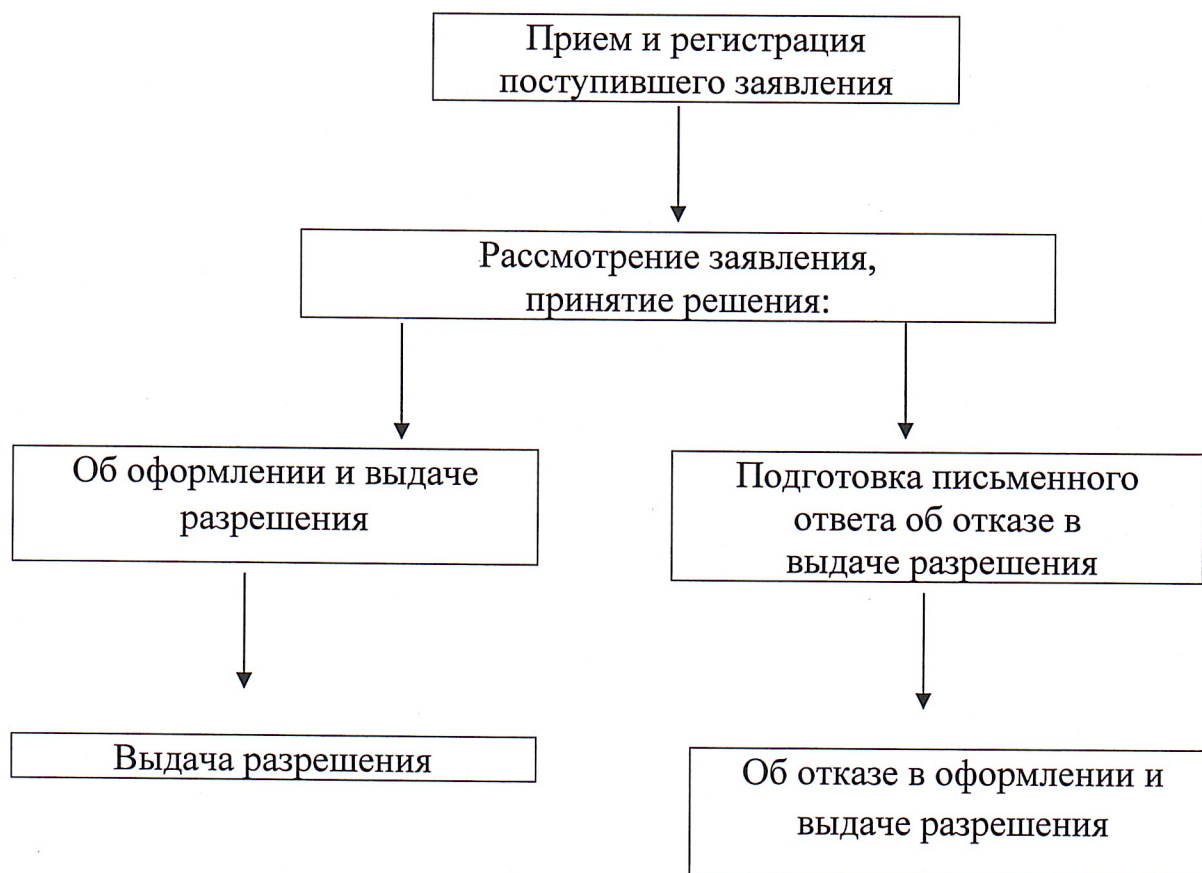 Прием и регистрация
поступившего заявления
Рассмотрение заявления,
принятие решения:
Об оформлении и выдаче
разрешения
Подготовка письменного
ответа об отказе в
выдаче разрешения
Выдача разрешения
Об отказе в оформлении и
выдаче разрешения